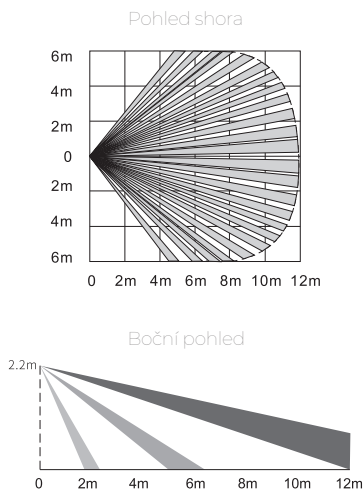 Pohled shora
6m
4m
2m
0
2m
4m
6m
0 2m 4m 6m 8m 10m 12m
Boční pohled
2.2m
0 2m 4m 6m 8m 10m 12m